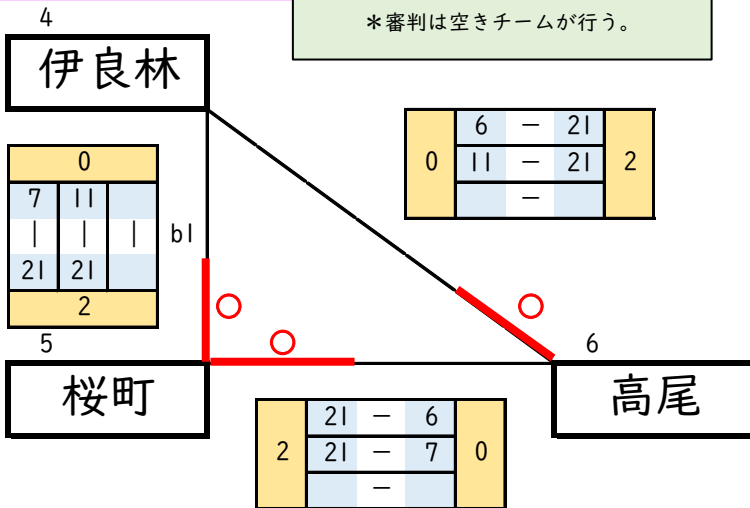 4
＊審判は空きチームが行う。
伊良林
6 － 21
0 11 － 21 2
－
0
7 11
｜ ｜ ｜ b1
21 21
2
○ ○
○
5
6
桜町
高尾
21 － 6
2 21 － 7 0
－